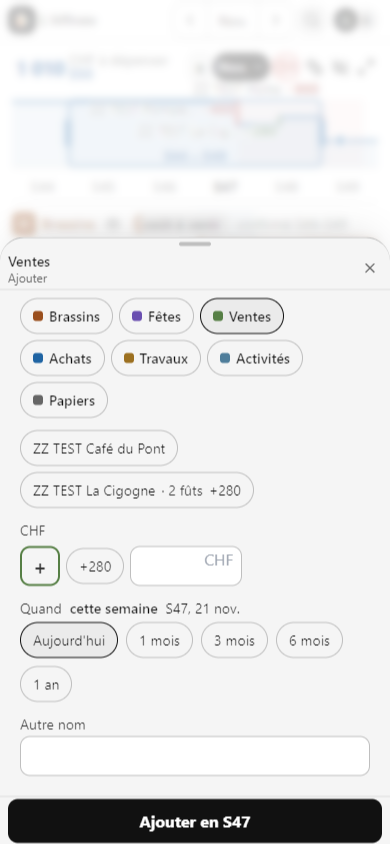 Ventes
Ajouter
Brassins
Fêtes
Ventes
Achats
Travaux
Activités
Papiers
ZZ TEST Café du Pont
ZZ TEST La Cigogne · 2 fûts +280
CHF
+
+280
CHF
Quand cette semaine S47, 21 nov.
Aujourd'hui
1 mois
3 mois
6 mois
1 an
Autre nom
Ajouter en S47